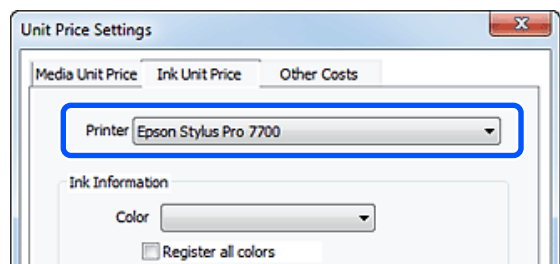 Unit Price Settings
Media Unit Price Ink Unit Price Other Costs
Printer Epson Stylus Pro 7700
Ink Information
Color
Register all colors